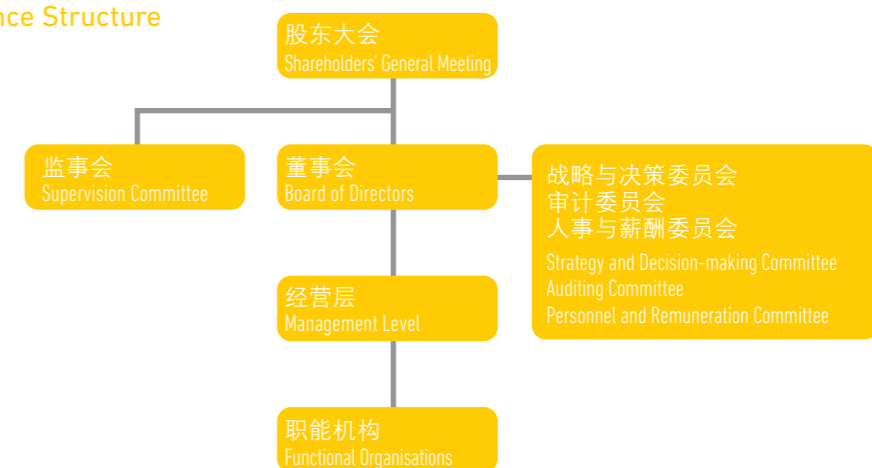 nce Structure
股东大会
Shareholders' General Meeting
监事会
Supervision Committee
董事会
Board of Directors
战略与决策委员会
审计委员会
人事与薪酬委员会
Strategy and Decision-making Committee
Auditing Committee
Personnel and Remuneration Committee
经营层
Management Level
职能机构
Functional Organisations